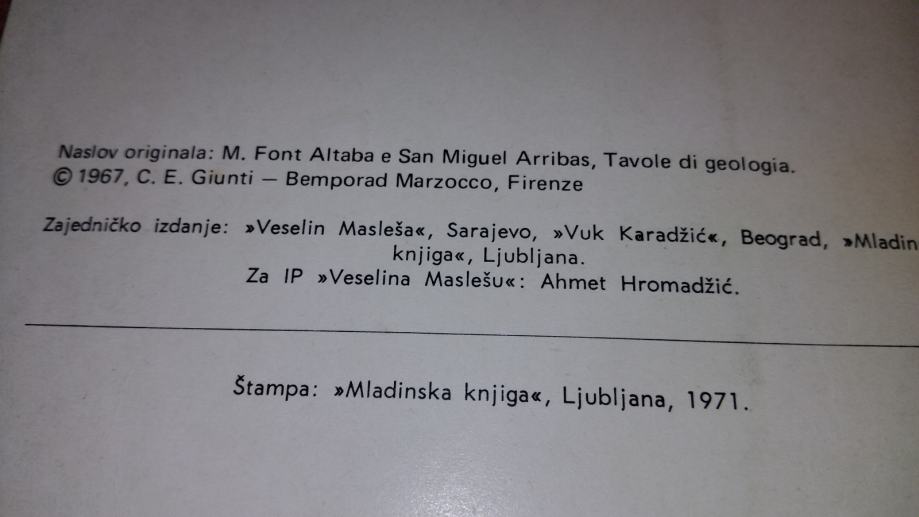 Naslov originala: M. Font Altaba e San Miguel Arribas, Tavole di geologia.
© 1967, C. E. Giunti — Bemporad Marzocco, Firenze
Zajedničko izdanje: »Veselin Masleša«, Sarajevo, »Vuk Karadžić«, Beograd, »Mladin
knjiga«, Ljubljana.
Za IP »Veselina Maslešu«: Ahmet Hromadžić.
Štampa: »Mladinska knjiga«, Ljubljana, 1971.